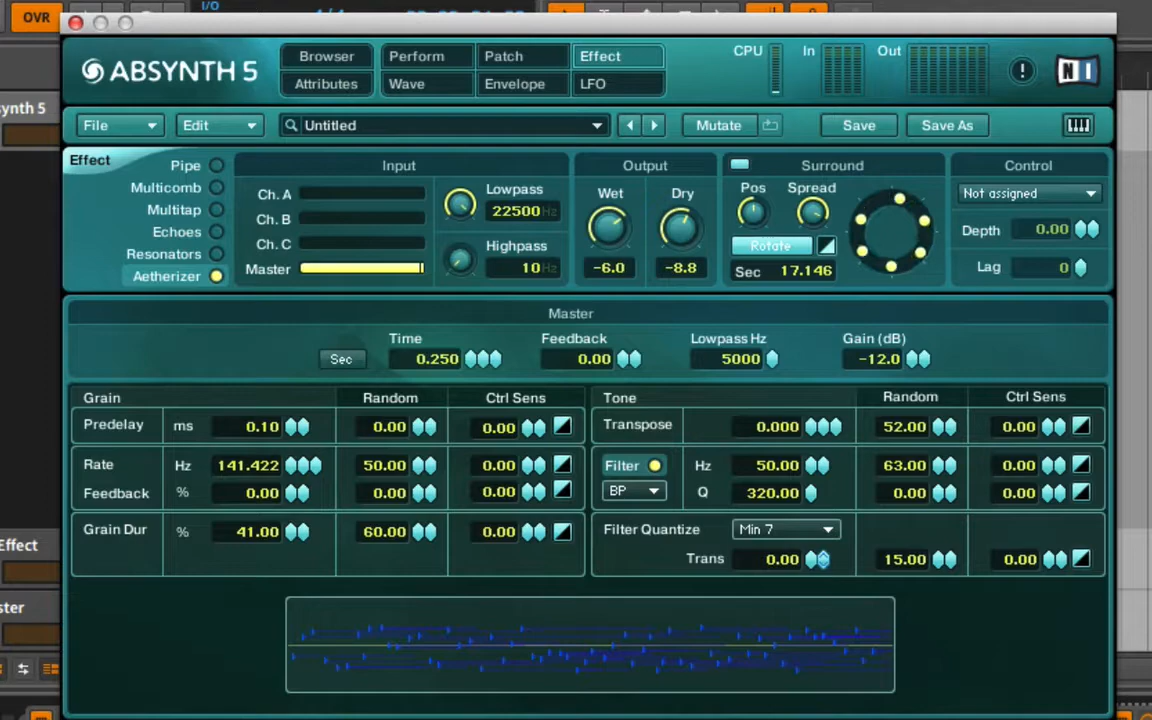 OVR
I/O
ABSYNTH 5
Browser
Perform
Patch
Effect
Attributes
Wave
Envelope
LFO
CPU
In
Out
!
NI
ynth 5
File
Edit
Untitled
Mutate
Save
Save As
Effect
Pipe
Multicomb
Multitap
Echoes
Resonators
Aetherizer
Input
Ch. A
Ch. B
Ch. C
Master
Lowpass
22500 Hz
Highpass
10 Hz
Output
Wet
Dry
-6.0
-8.8
Surround
Pos
Spread
Rotate
Sec 17.146
Control
Not assigned
Depth 0.00
Lag 0
Master
Time
Feedback
Lowpass Hz
Gain (dB)
Sec
0.250
0.00
5000
-12.0
Grain
Random
Ctrl Sens
Predelay ms 0.10 0.00 0.00
Rate Hz 141.422 50.00 0.00
Feedback % 0.00 0.00 0.00
Grain Dur % 41.00 60.00 0.00
Tone
Random
Ctrl Sens
Transpose 0.000 52.00 0.00
Filter Hz 50.00 63.00 0.00
BP Q 320.00 0.00 0.00
Filter Quantize Min 7
Trans 0.00 15.00 0.00
Effect
ster